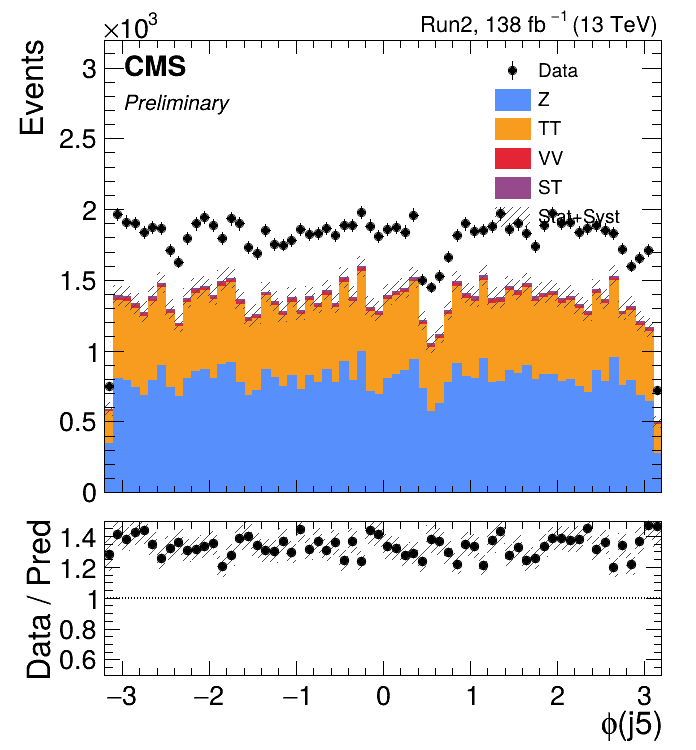 ×10³
Run2, 138 fb⁻¹ (13 TeV)
Events
CMS
Preliminary
Data
Z
TT
VV
ST
Stat+Syst
3
2.5
2
1.5
1
0.5
0
Data / Pred
1.4
1.2
1
0.8
0.6
−3 −2 −1 0 1 2 3
ϕ(j5)